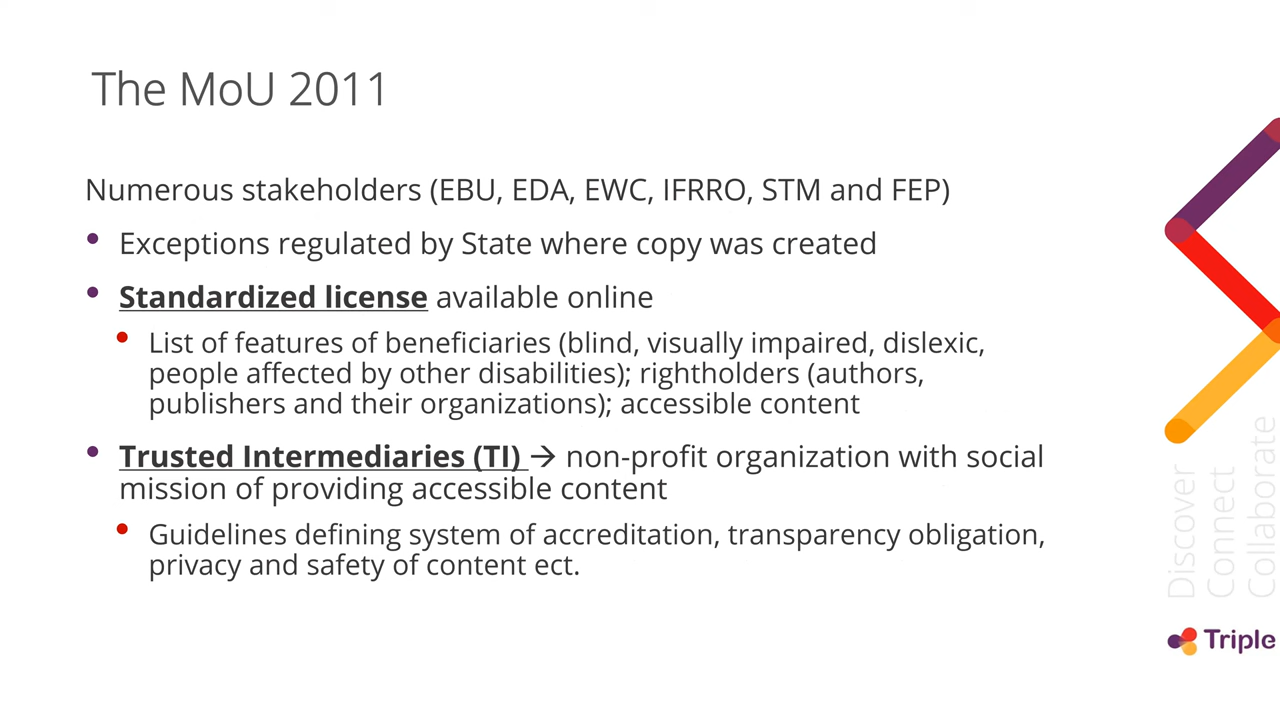 The MoU 2011
Numerous stakeholders (EBU, EDA, EWC, IFRRO, STM and FEP)
• Exceptions regulated by State where copy was created
• Standardized license available online
• List of features of beneficiaries (blind, visually impaired, dislexic,
people affected by other disabilities); rightholders (authors,
publishers and their organizations); accessible content
• Trusted Intermediaries (TI) → non-profit organization with social
mission of providing accessible content
• Guidelines defining system of accreditation, transparency obligation,
privacy and safety of content ect.
Discover
Connect
Collaborate
Triple